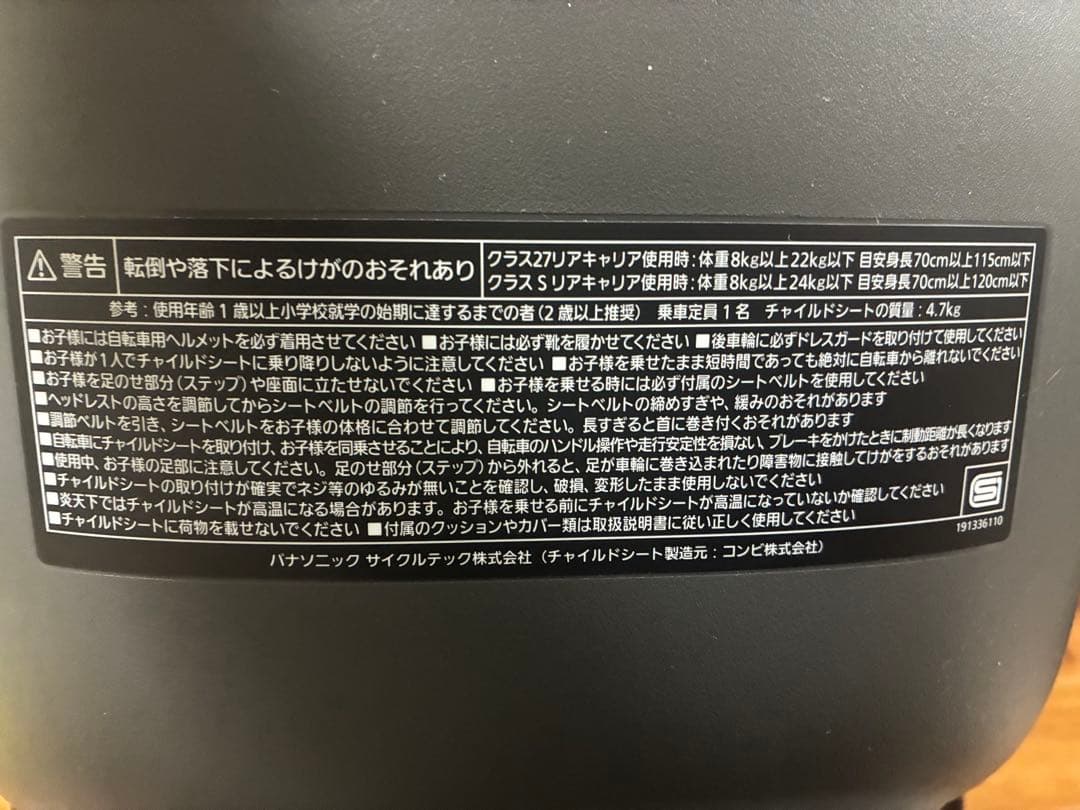 警告 転倒や落下によるけがのおそれあり
クラス27リアキャリア使用時:体重8kg以上22kg以下 目安身長70cm以上115cm以下
クラスSリアキャリア使用時:体重8kg以上24kg以下 目安身長70cm以上120cm以下
参考:使用年齢1歳以上小学校就学の始期に達するまでの者(2歳以上推奨) 乗車定員1名 チャイルドシートの質量:4.7kg
■お子様には自転車用ヘルメットを必ず着用させてください ■お子様には必ず靴を履かせてください ■後車輪に必ずドレスガードを取り付けて使用してください
■お子様が1人でチャイルドシートに乗り降りしないように注意してください ■お子様を乗せたまま短時間であっても絶対に自転車から離れないでください
■お子様を足のせ部分(ステップ)や座面に立たせないでください ■お子様を乗せる時には必ず付属のシートベルトを使用してください
■ヘッドレストの高さを調節してからシートベルトの調節を行ってください。シートベルトの締めすぎや、緩みのおそれがあります
■調節ベルトを引き、シートベルトをお子様の体格に合わせて調節してください。長すぎると首に巻き付くおそれがあります
■自転車にチャイルドシートを取り付け、お子様を同乗させることにより、自転車のハンドル操作や走行安定性を損ない、ブレーキをかけたときに制動距離が長くなります
■使用中、お子様の足部に注意してください。足のせ部分(ステップ)から外れると、足が車輪に巻き込まれたり障害物に接触してけがをするおそれがあります
■チャイルドシートの取り付けが確実でネジ等のゆるみが無いことを確認し、破損、変形したまま使用しないでください
■炎天下ではチャイルドシートが高温になる場合があります。お子様を乗せる前にチャイルドシートが高温になっていないか確認してください
■チャイルドシートに荷物を載せないでください ■付属のクッションやカバー類は取扱説明書に従い正しく使用してください
191336110
パナソニック サイクルテック株式会社(チャイルドシート製造元:コンビ株式会社)